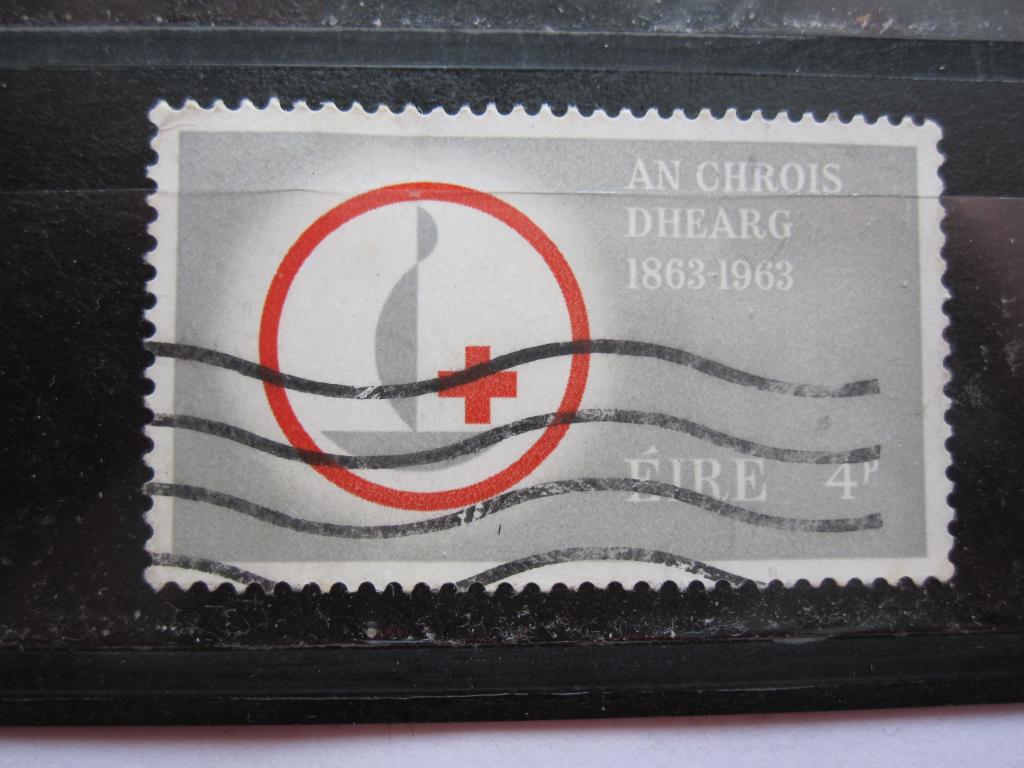 AN CHROIS
DHEARG
1863-1963
ÉIRE 4P